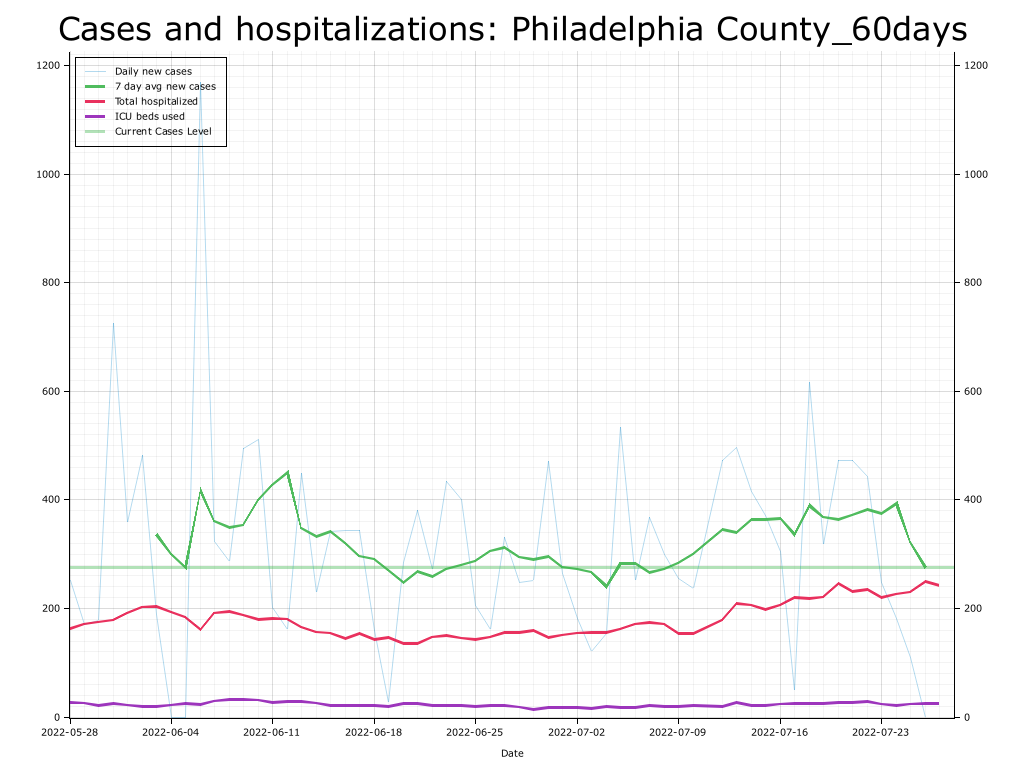 Cases and hospitalizations: Philadelphia County_60days
Daily new cases
7 day avg new cases
Total hospitalized
ICU beds used
Current Cases Level
1200 1200
1000 1000
800 800
600 600
400 400
200 200
0 0
2022-05-28 2022-06-04 2022-06-11 2022-06-18 2022-06-25 2022-07-02 2022-07-09 2022-07-16 2022-07-23
Date